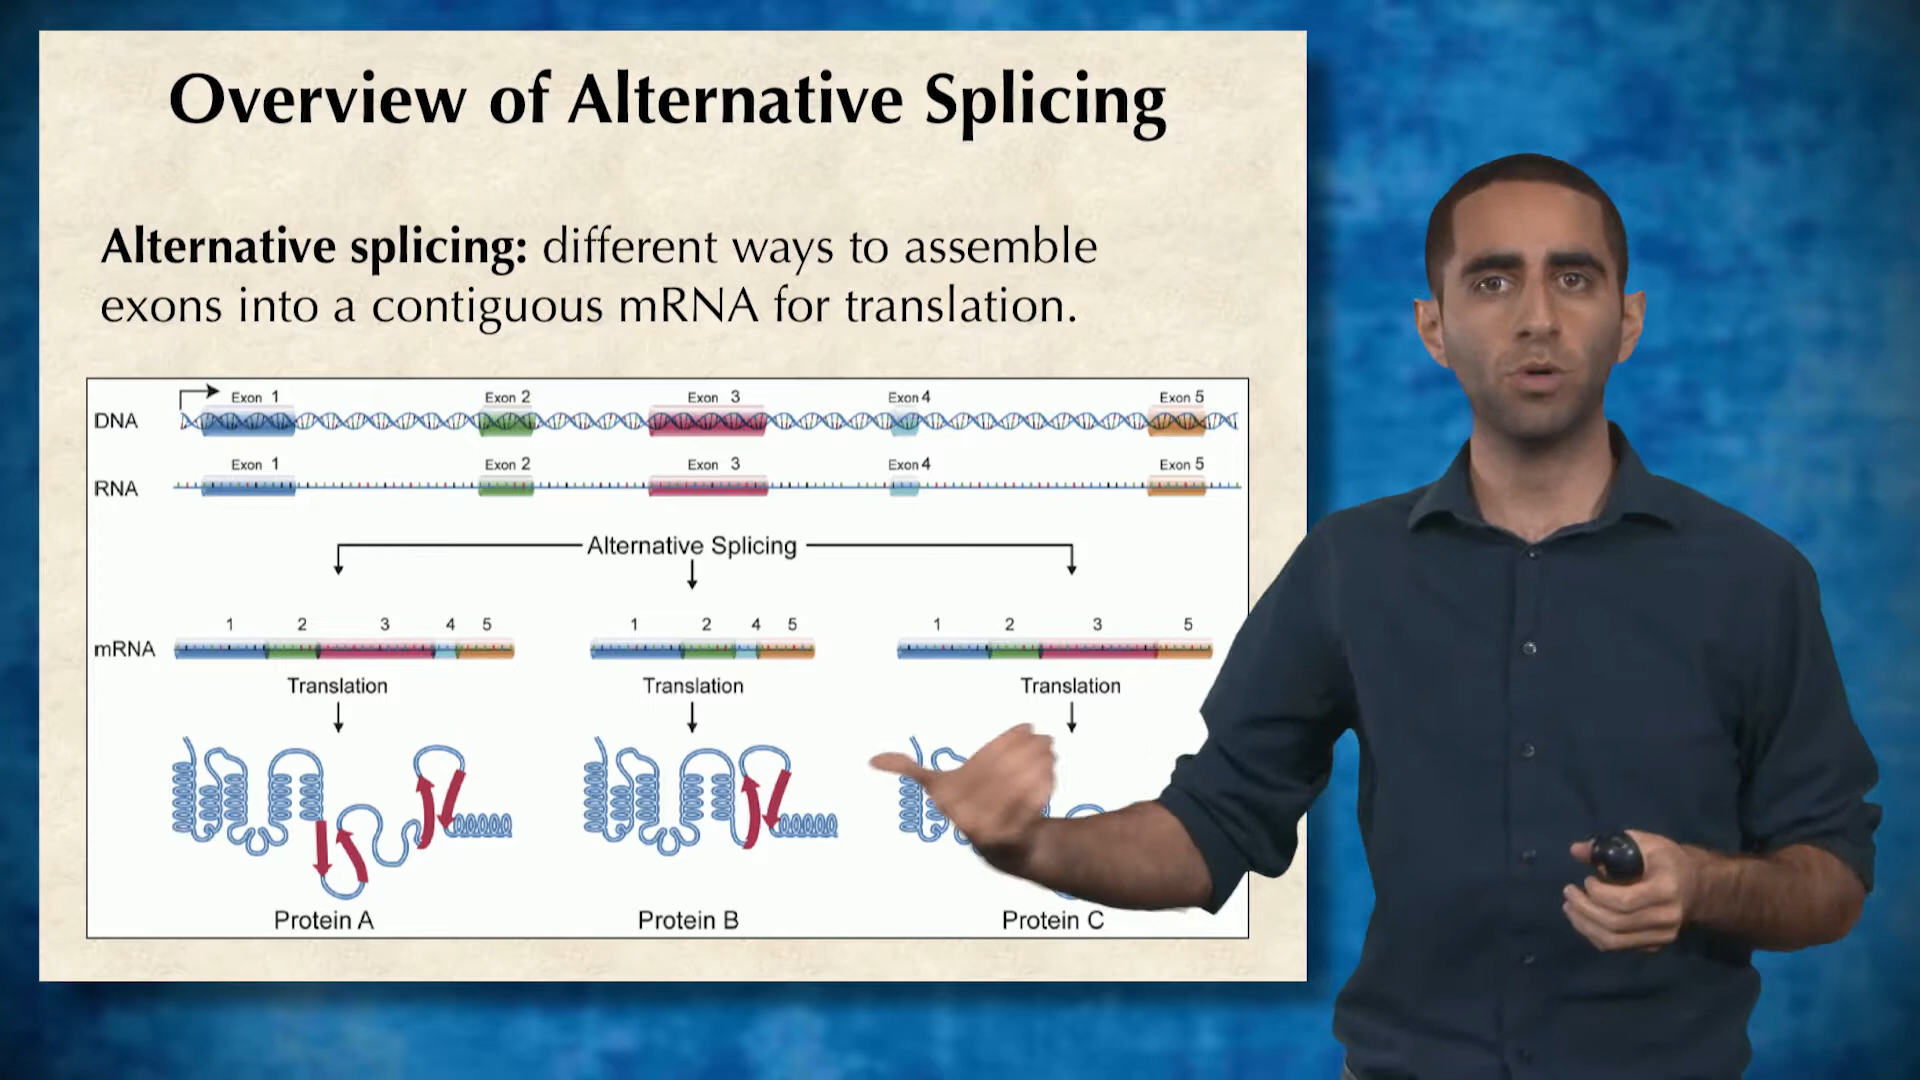 Overview of Alternative Splicing
Alternative splicing: different ways to assemble
exons into a contiguous mRNA for translation.
Exon 1 Exon 2 Exon 3 Exon 4 Exon 5
DNA
Exon 1 Exon 2 Exon 3 Exon 4 Exon 5
RNA
Alternative Splicing
1 2 3 4 5 1 2 4 5 1 2 3 5
mRNA
Translation Translation Translation
Protein A Protein B Protein C